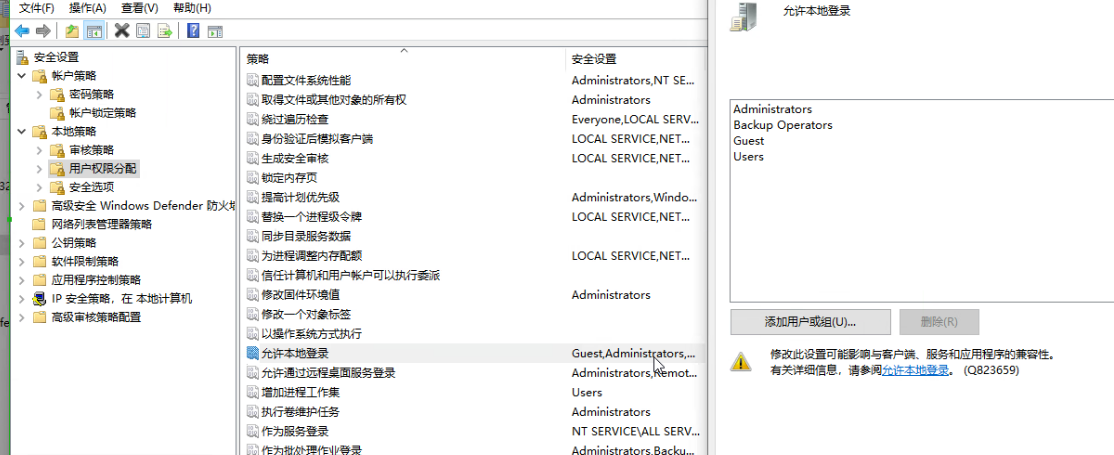 文件(F) 操作(A) 查看(V) 帮助(H)
安全设置
帐户策略
密码策略
帐户锁定策略
本地策略
审核策略
用户权限分配
安全选项
高级安全 Windows Defender 防火墙
网络列表管理器策略
公钥策略
软件限制策略
应用程序控制策略
IP 安全策略，在 本地计算机
高级审核策略配置
策略 安全设置
配置文件系统性能 Administrators,NT SE...
取得文件或其他对象的所有权 Administrators
绕过遍历检查 Everyone,LOCAL SERV...
身份验证后模拟客户端 LOCAL SERVICE,NET...
生成安全审核 LOCAL SERVICE,NET...
锁定内存页
提高计划优先级 Administrators,Windo...
替换一个进程级令牌 LOCAL SERVICE,NET...
同步目录服务数据
为进程调整内存配额 LOCAL SERVICE,NET...
信任计算机和用户帐户可以执行委派
修改固件环境值 Administrators
修改一个对象标签
以操作系统方式执行
允许本地登录 Guest,Administrators,...
允许通过远程桌面服务登录 Administrators,Remot...
增加进程工作集 Users
执行卷维护任务 Administrators
作为服务登录 NT SERVICE\ALL SERV...
作为批处理作业登录 Administrators,Backu...
允许本地登录
Administrators
Backup Operators
Guest
Users
添加用户或组(U)... 删除(R)
修改此设置可能影响与客户端、服务和应用程序的兼容性。
有关详细信息，请参阅允许本地登录。 (Q823659)